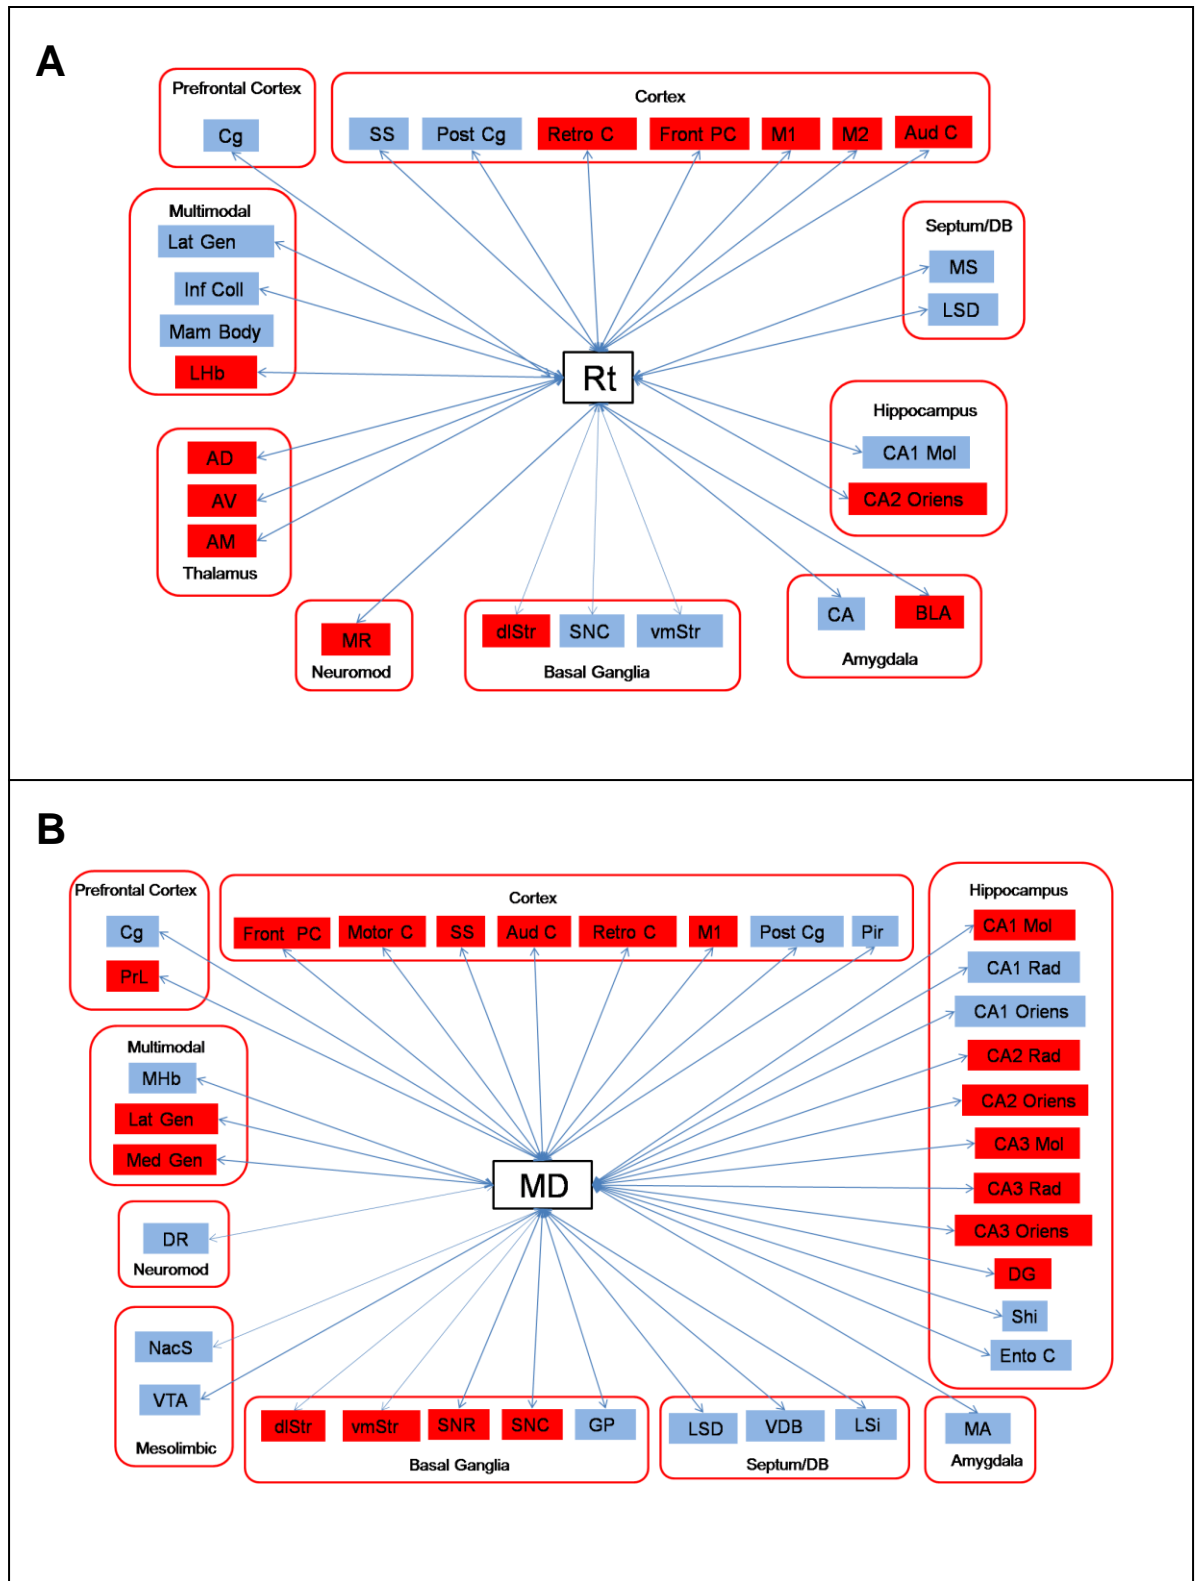 A
Prefrontal Cortex
Cg
Cortex
SS Post Cg Retro C Front PC M1 M2 Aud C
Multimodal
Lat Gen
Inf Coll
Mam Body
LHb
Septum/DB
MS
LSD
Rt
Hippocampus
CA1 Mol
CA2 Oriens
AD
AV
AM
Thalamus
MR
Neuromod
dlStr SNC vmStr
Basal Ganglia
CA BLA
Amygdala
B
Prefrontal Cortex
Cg
PrL
Cortex
Front PC Motor C SS Aud C Retro C M1 Post Cg Pir
Hippocampus
CA1 Mol
CA1 Rad
CA1 Oriens
CA2 Rad
CA2 Oriens
CA3 Mol
CA3 Rad
CA3 Oriens
DG
Shi
Ento C
Multimodal
MHb
Lat Gen
Med Gen
MD
DR
Neuromod
NacS
VTA
Mesolimbic
dlStr vmStr SNR SNC GP
Basal Ganglia
LSD VDB LSi
Septum/DB
MA
Amygdala